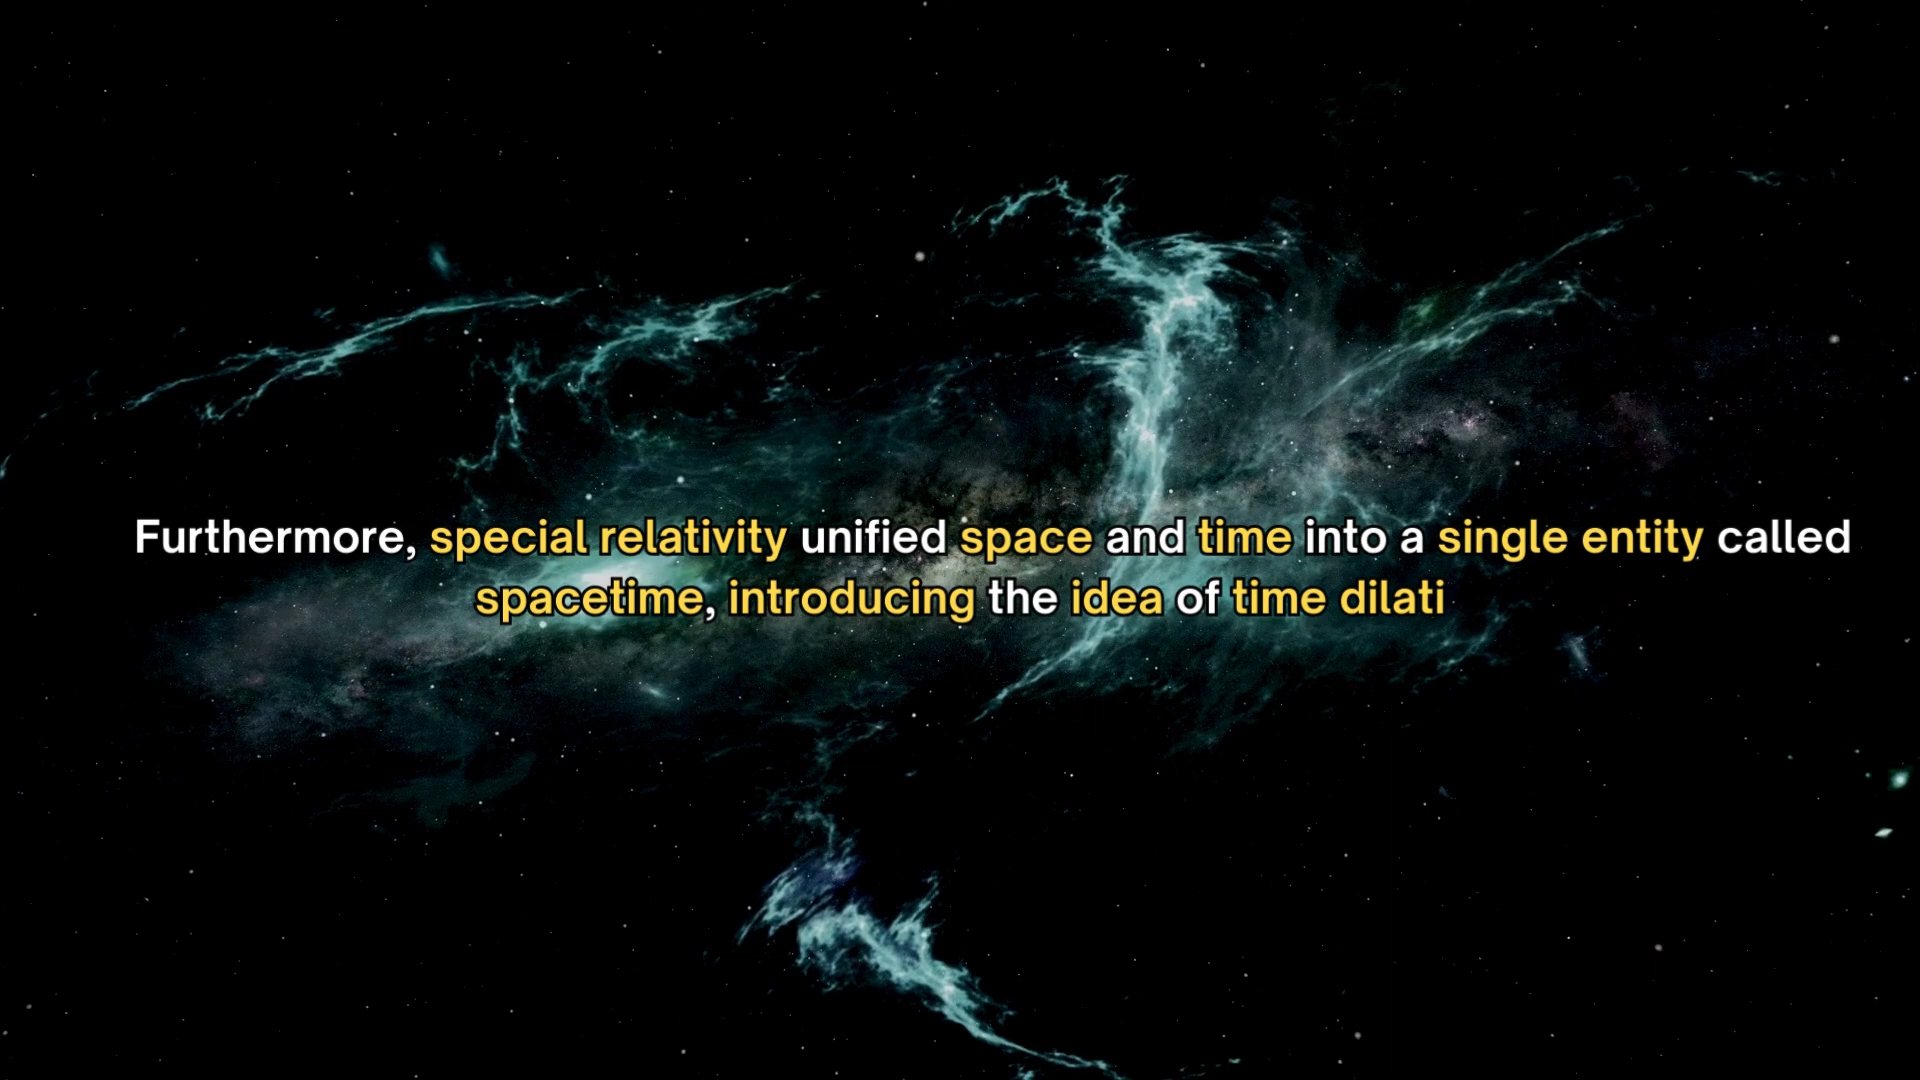 Furthermore, special relativity unified space and time into a single entity called
spacetime, introducing the idea of time dilati